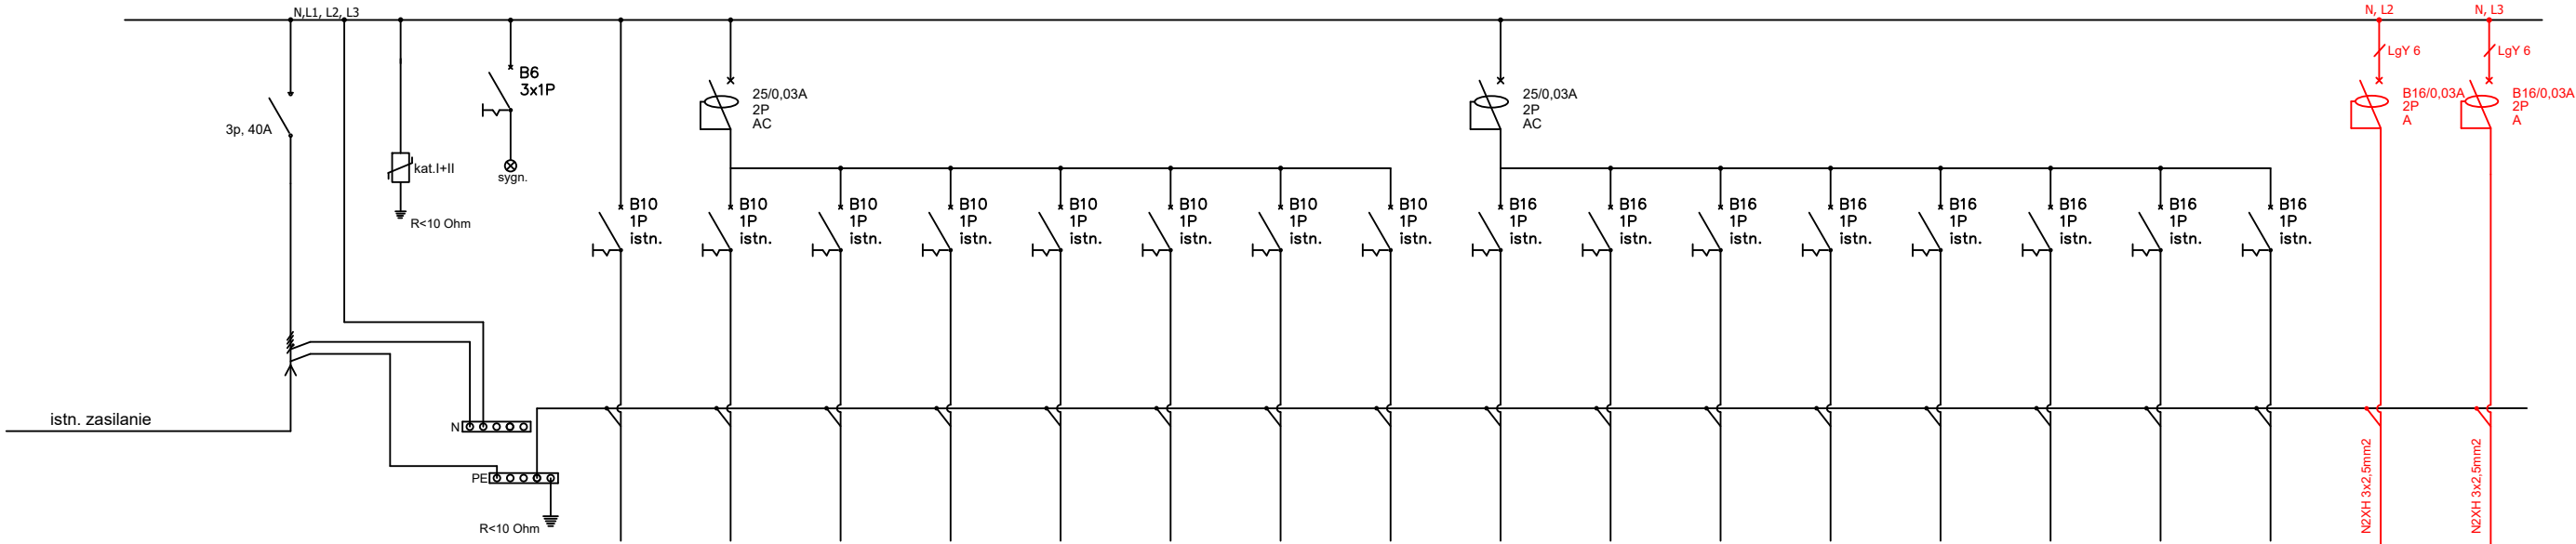 N,L1, L2, L3
N, L2
N, L3
LgY 6
LgY 6
3p, 40A
kat.I+II
R<10 Ohm
B6
3x1P
sygn.
25/0,03A
2P
AC
25/0,03A
2P
AC
B16/0,03A
2P
A
B16/0,03A
2P
A
B10
1P
istn.
B10
1P
istn.
B10
1P
istn.
B10
1P
istn.
B10
1P
istn.
B10
1P
istn.
B10
1P
istn.
B10
1P
istn.
B16
1P
istn.
B16
1P
istn.
B16
1P
istn.
B16
1P
istn.
B16
1P
istn.
B16
1P
istn.
B16
1P
istn.
B16
1P
istn.
istn. zasilanie
N
PE
R<10 Ohm
N2XH 3x2,5mm2
N2XH 3x2,5mm2